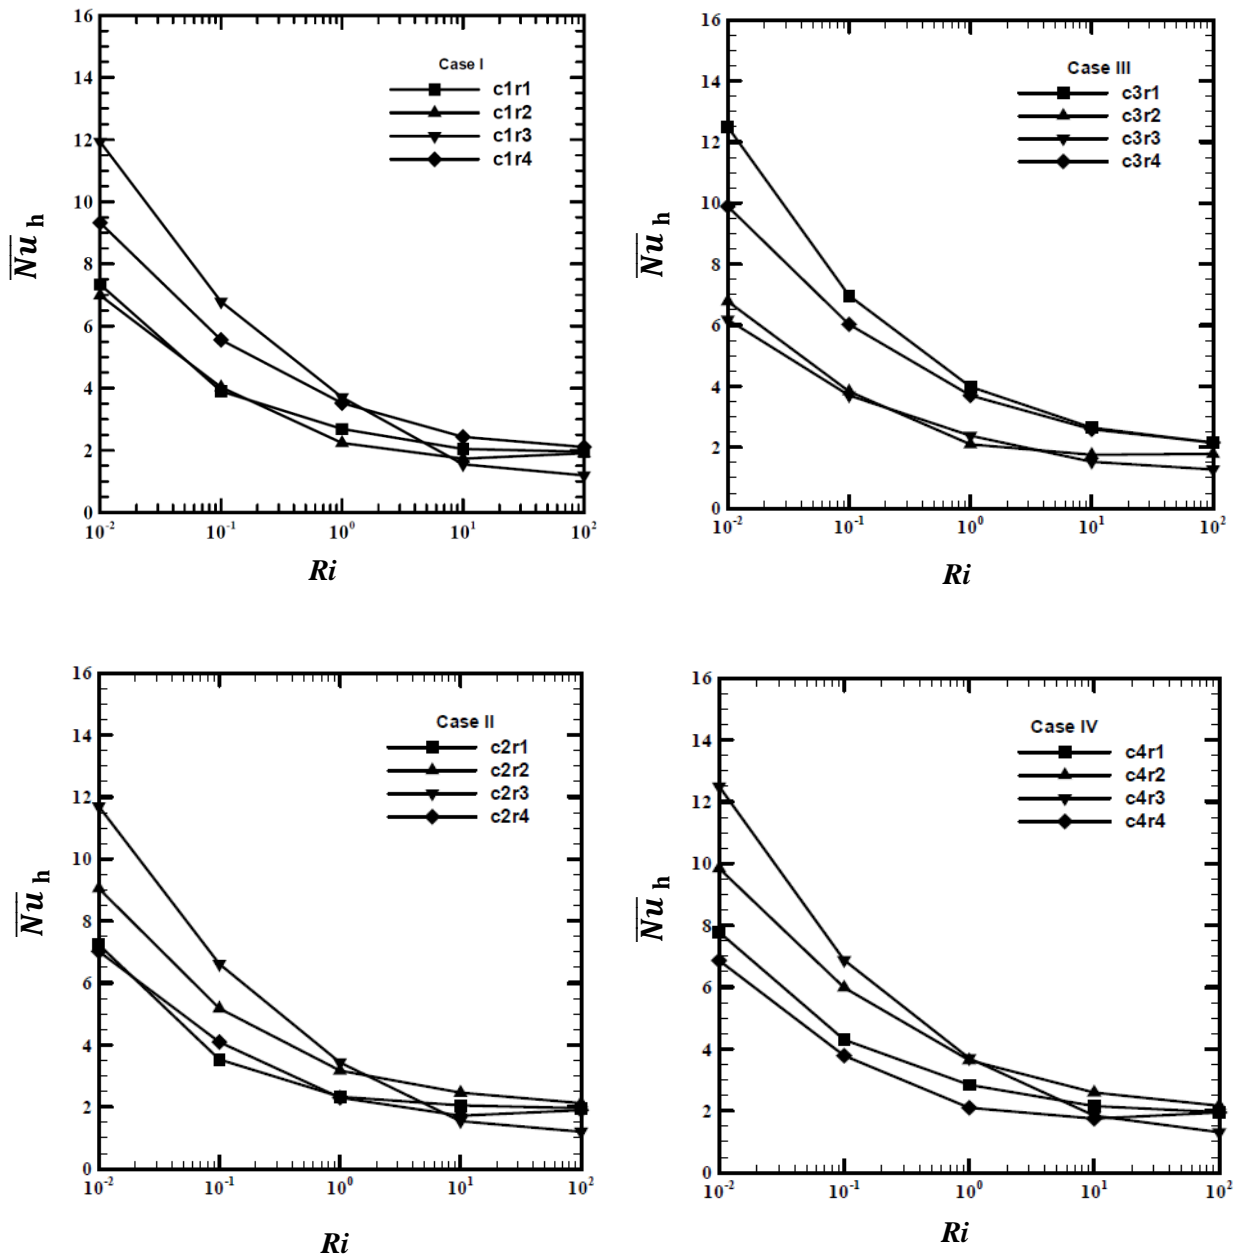 16
14
12
10
8
6
4
2
0
Case I
c1r1
c1r2
c1r3
c1r4
N̅u̅ h
10⁻² 10⁻¹ 10⁰ 10¹ 10²
Ri
16
14
12
10
8
6
4
2
0
Case III
c3r1
c3r2
c3r3
c3r4
N̅u̅ h
10⁻² 10⁻¹ 10⁰ 10¹ 10²
Ri
16
14
12
10
8
6
4
2
0
Case II
c2r1
c2r2
c2r3
c2r4
N̅u̅ h
10⁻² 10⁻¹ 10⁰ 10¹ 10²
Ri
16
14
12
10
8
6
4
2
0
Case IV
c4r1
c4r2
c4r3
c4r4
N̅u̅ h
10⁻² 10⁻¹ 10⁰ 10¹ 10²
Ri